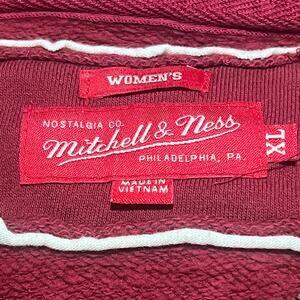 WOMEN'S
NOSTALGIA CO.
Mitchell & Ness
PHILADELPHIA, PA.
XL
MADE IN
VIETNAM